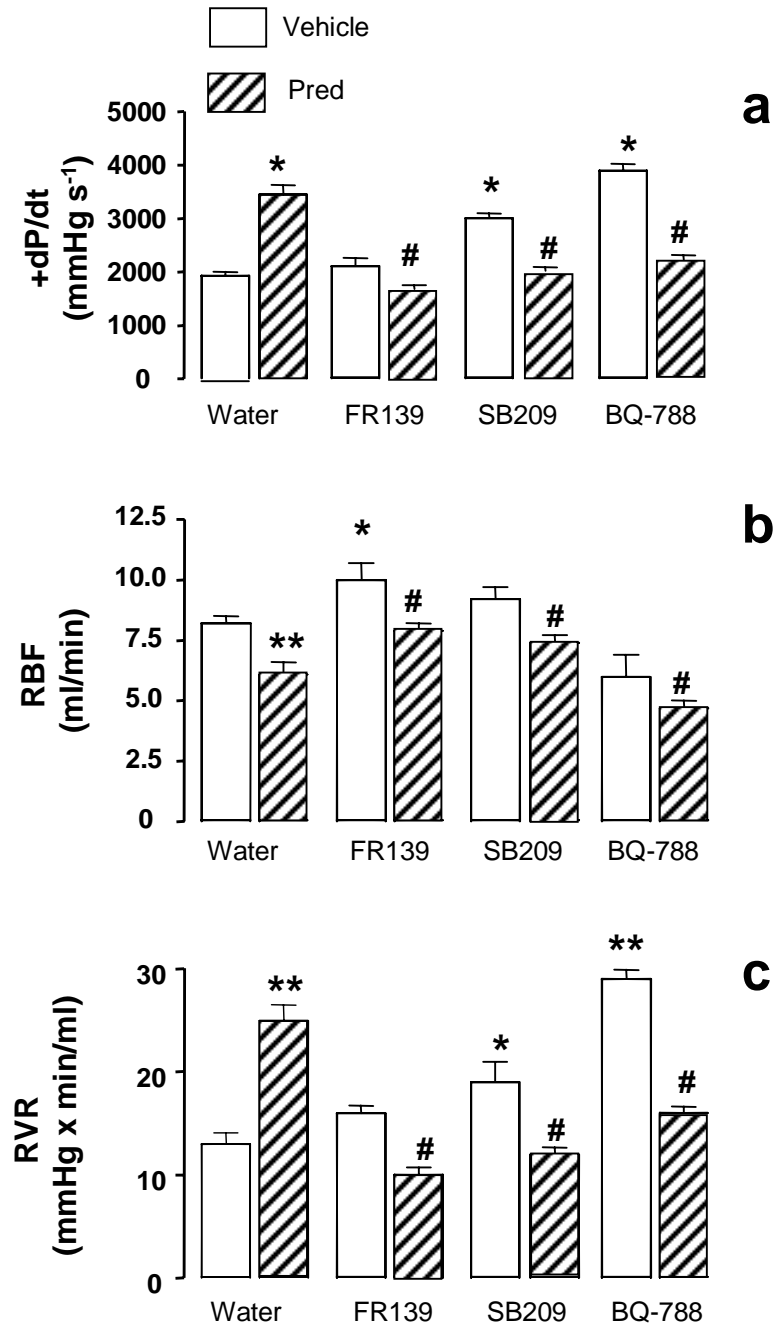 Vehicle
Pred
a
+dP/dt
(mmHg s-1)
5000
4000
3000
2000
1000
0
* * *
# # #
Water FR139 SB209 BQ-788
b
RBF
(ml/min)
12.5
10.0
7.5
5.0
2.5
0
** * # # #
Water FR139 SB209 BQ-788
c
RVR
(mmHg x min/ml)
30
20
10
0
** # * # ** #
Water FR139 SB209 BQ-788